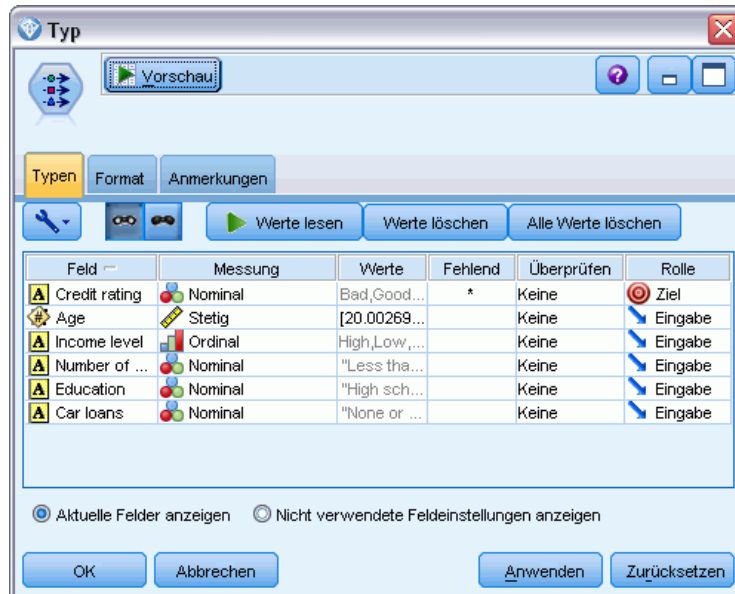 Typ
Vorschau
Typen Format Anmerkungen
Werte lesen Werte löschen Alle Werte löschen
Feld Messung Werte Fehlend Überprüfen Rolle
A Credit rating Nominal Bad,Good... * Keine Ziel
# Age Stetig [20.00269... Keine Eingabe
A Income level Ordinal High,Low,... Keine Eingabe
A Number of ... Nominal "Less tha... Keine Eingabe
A Education Nominal "High sch... Keine Eingabe
A Car loans Nominal "None or ... Keine Eingabe
Aktuelle Felder anzeigen Nicht verwendete Feldeinstellungen anzeigen
OK Abbrechen Anwenden Zurücksetzen